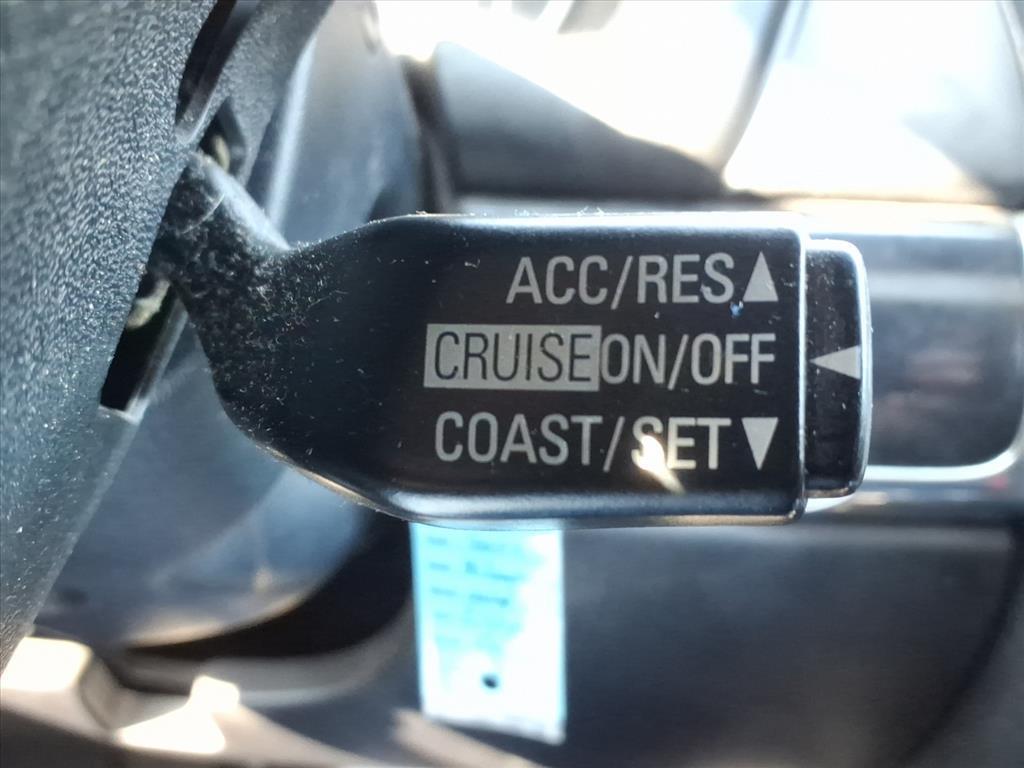 ACC/RES▲
CRUISE ON/OFF ◀
COAST/SET▼